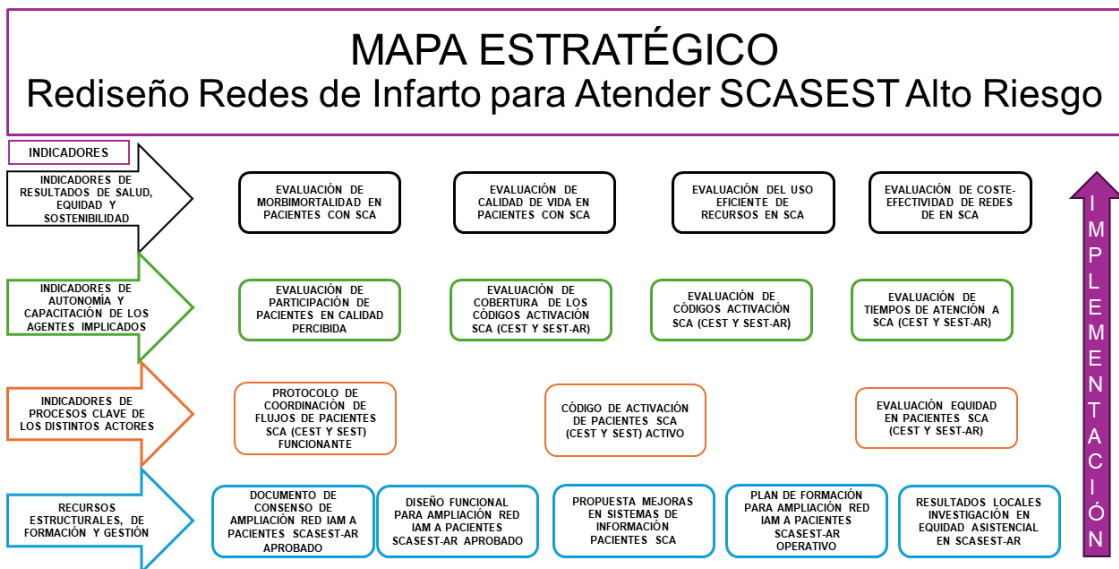 MAPA ESTRATÉGICO
Rediseño Redes de Infarto para Atender SCASEST Alto Riesgo
INDICADORES
INDICADORES DE
RESULTADOS DE SALUD,
EQUIDAD Y
SOSTENIBILIDAD
EVALUACIÓN DE
MORBIMORTALIDAD EN
PACIENTES CON SCA
EVALUACIÓN DE
CALIDAD DE VIDA EN
PACIENTES CON SCA
EVALUACIÓN DEL USO
EFICIENTE DE
RECURSOS EN SCA
EVALUACIÓN DE COSTE-
EFECTIVIDAD DE REDES
DE EN SCA
INDICADORES DE
AUTONOMÍA Y
CAPACITACIÓN DE LOS
AGENTES IMPLICADOS
EVALUACIÓN DE
PARTICIPACIÓN DE
PACIENTES EN CALIDAD
PERCIBIDA
EVALUACIÓN DE
COBERTURA DE LOS
CÓDIGOS ACTIVACIÓN
SCA (CEST Y SEST-AR)
EVALUACIÓN DE
CÓDIGOS ACTIVACIÓN
SCA (CEST Y SEST-AR)
EVALUACIÓN DE
TIEMPOS DE ATENCIÓN A
SCA (CEST Y SEST-AR)
INDICADORES DE
PROCESOS CLAVE DE
LOS DISTINTOS ACTORES
PROTOCOLO DE
COORDINACIÓN DE
FLUJOS DE PACIENTES
SCA (CEST Y SEST)
FUNCIONANTE
CÓDIGO DE ACTIVACIÓN
DE PACIENTES SCA
(CEST Y SEST) ACTIVO
EVALUACIÓN EQUIDAD
EN PACIENTES SCA
(CEST Y SEST-AR)
RECURSOS
ESTRUCTURALES, DE
FORMACIÓN Y GESTIÓN
DOCUMENTO DE
CONSENSO DE
AMPLIACIÓN RED IAM A
PACIENTES SCASEST-AR
APROBADO
DISEÑO FUNCIONAL
PARA AMPLIACIÓN RED
IAM A PACIENTES
SCASEST-AR APROBADO
PROPUESTA MEJORAS
EN SISTEMAS DE
INFORMACIÓN
PACIENTES SCA
PLAN DE FORMACIÓN
PARA AMPLIACIÓN RED
IAM A PACIENTES
SCASEST-AR
OPERATIVO
RESULTADOS LOCALES
INVESTIGACIÓN EN
EQUIDAD ASISTENCIAL
EN SCASEST-AR
IMPLEMENTACIÓN